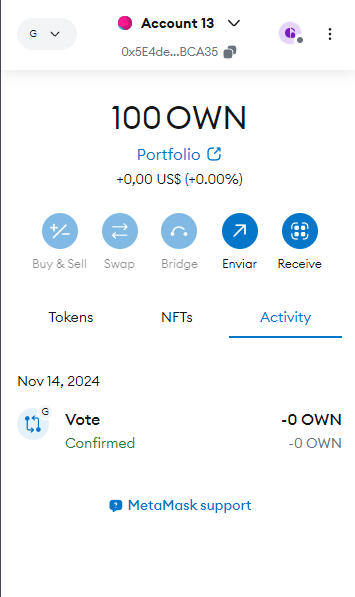 G
Account 13
0x5E4de...BCA35
100 OWN
Portfolio
+0,00 US$ (+0.00%)
Buy & Sell Swap Bridge Enviar Receive
Tokens NFTs Activity
Nov 14, 2024
G
Vote -0 OWN
Confirmed -0 OWN
MetaMask support